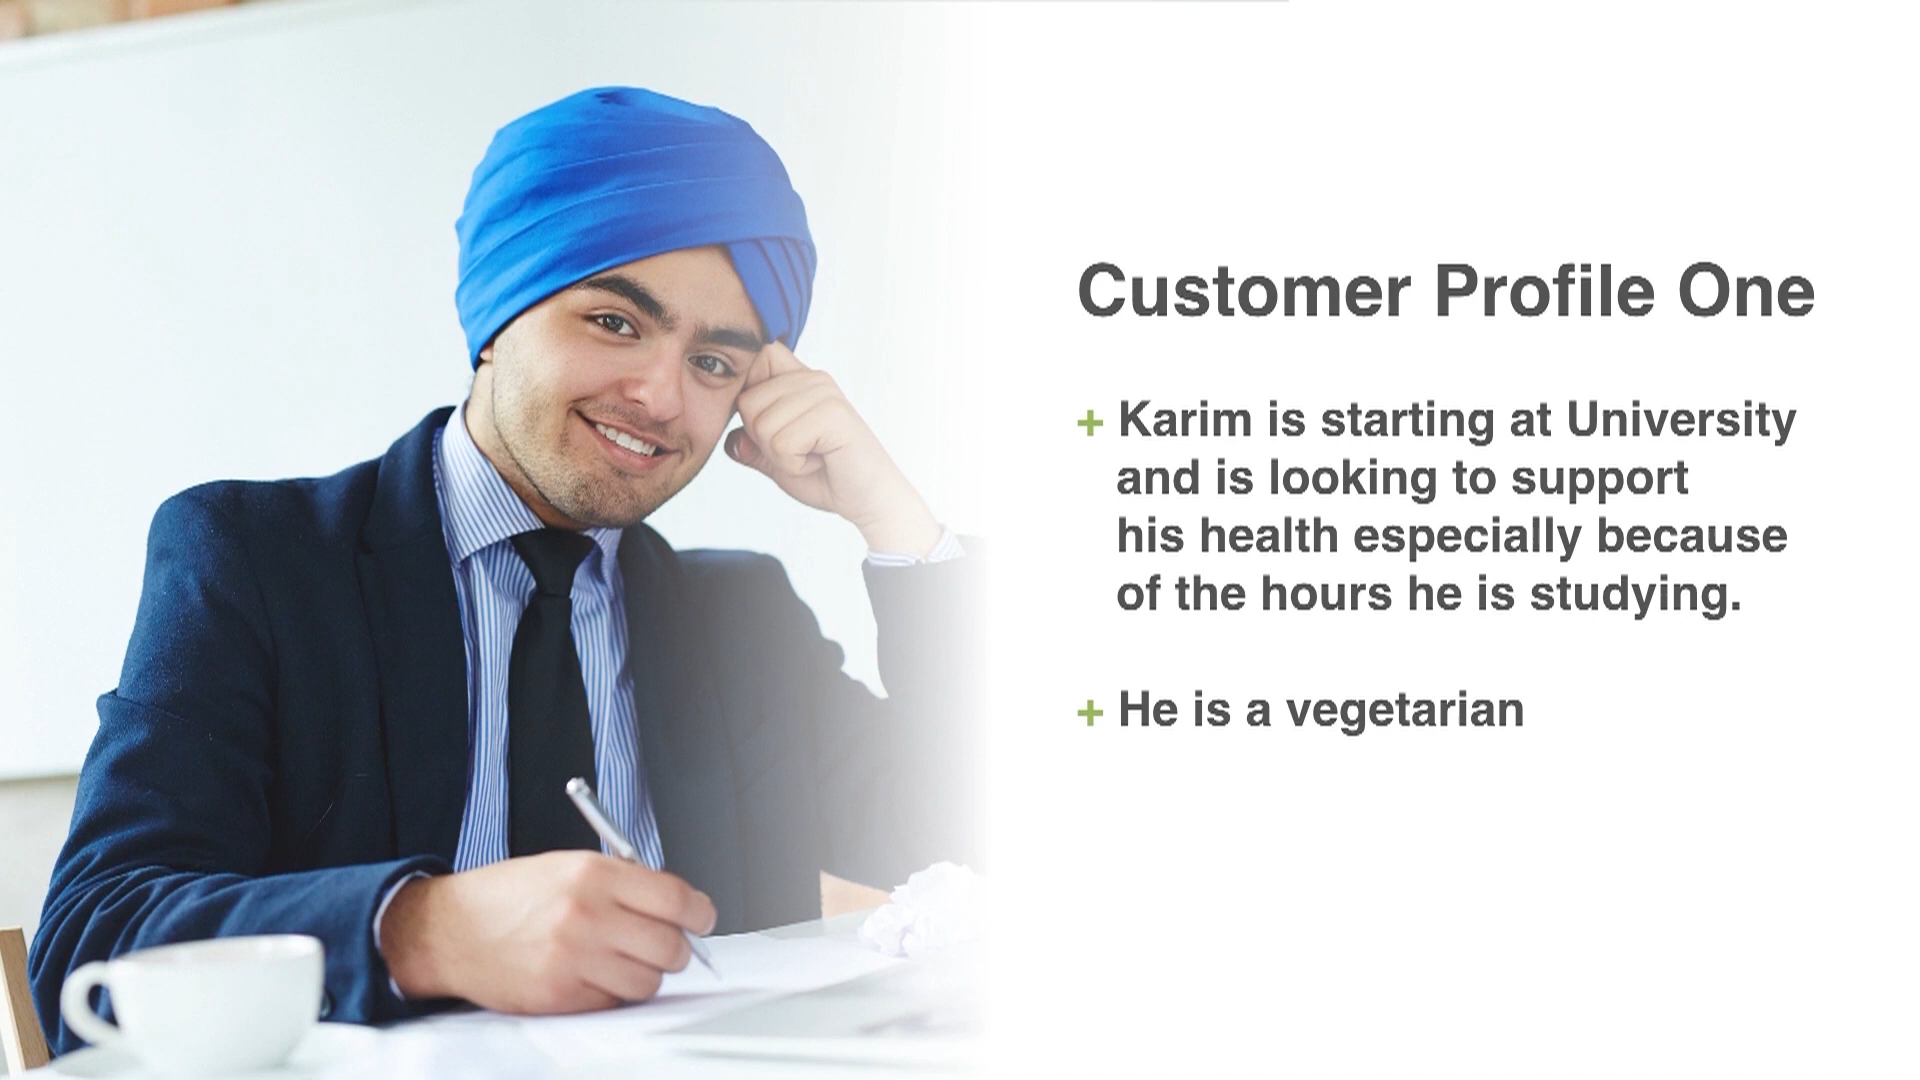 Customer Profile One
+ Karim is starting at University
and is looking to support
his health especially because
of the hours he is studying.
+ He is a vegetarian